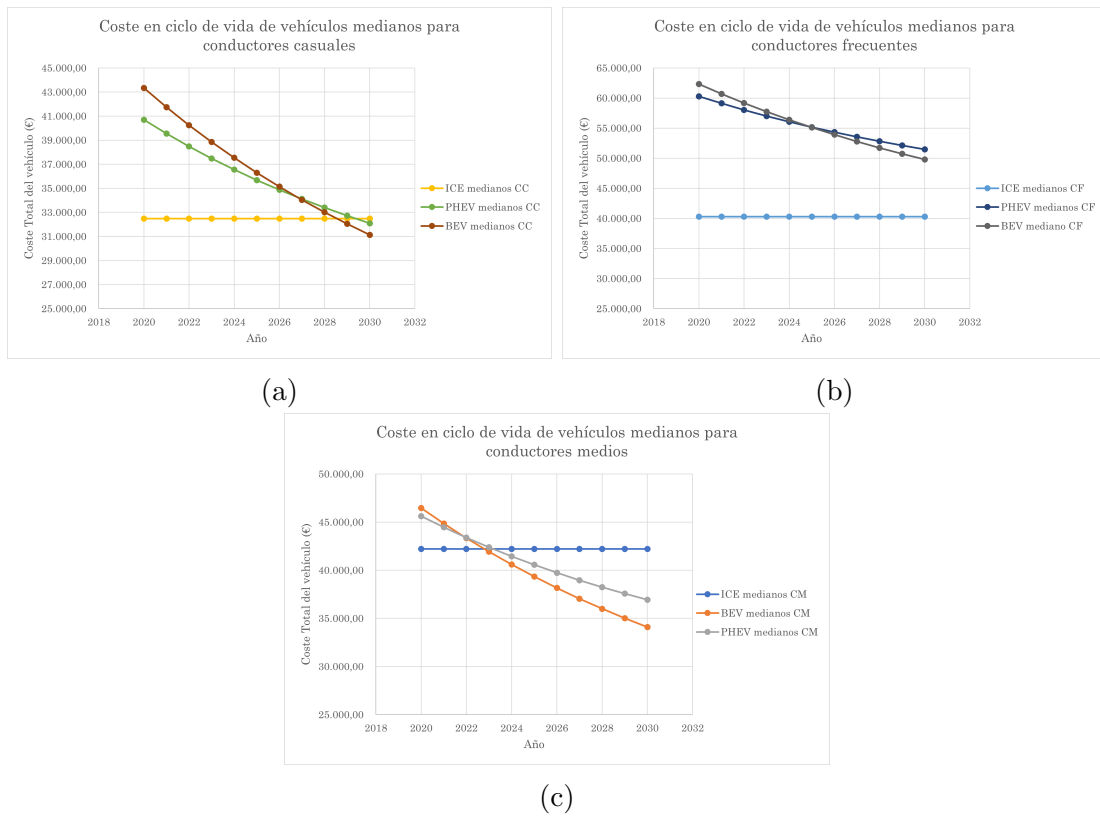 Coste en ciclo de vida de vehículos medianos para
conductores casuales
45.000,00
43.000,00
41.000,00
39.000,00
37.000,00
35.000,00
33.000,00
31.000,00
29.000,00
27.000,00
25.000,00
Coste Total del vehículo (€)
2018 2020 2022 2024 2026 2028 2030 2032
Año
ICE medianos CC
PHEV medianos CC
BEV medianos CC
(a)
Coste en ciclo de vida de vehículos medianos para
conductores frecuentes
65.000,00
60.000,00
55.000,00
50.000,00
45.000,00
40.000,00
35.000,00
30.000,00
25.000,00
Coste Total del vehículo (€)
2018 2020 2022 2024 2026 2028 2030 2032
Año
ICE medianos CF
PHEV medianos CF
BEV mediano CF
(b)
Coste en ciclo de vida de vehículos medianos para
conductores medios
50.000,00
45.000,00
40.000,00
35.000,00
30.000,00
25.000,00
Coste Total del vehículo (€)
2018 2020 2022 2024 2026 2028 2030 2032
Año
ICE medianos CM
BEV medianos CM
PHEV medianos CM
(c)